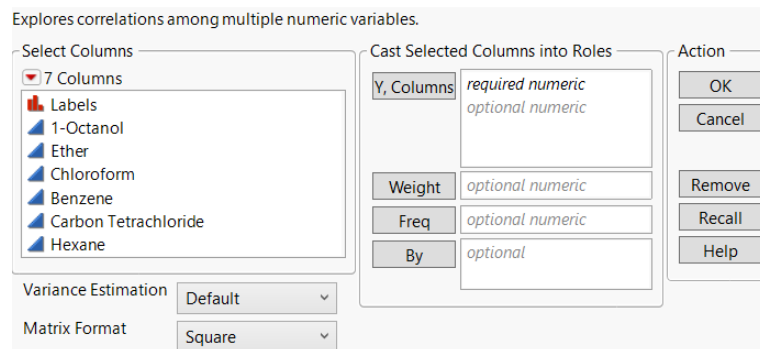 Explores correlations among multiple numeric variables.
Select Columns
7 Columns
Labels
1-Octanol
Ether
Chloroform
Benzene
Carbon Tetrachloride
Hexane
Variance Estimation
Default
Matrix Format
Square
Cast Selected Columns into Roles
Y, Columns
required numeric
optional numeric
Weight
optional numeric
Freq
optional numeric
By
optional
Action
OK
Cancel
Remove
Recall
Help